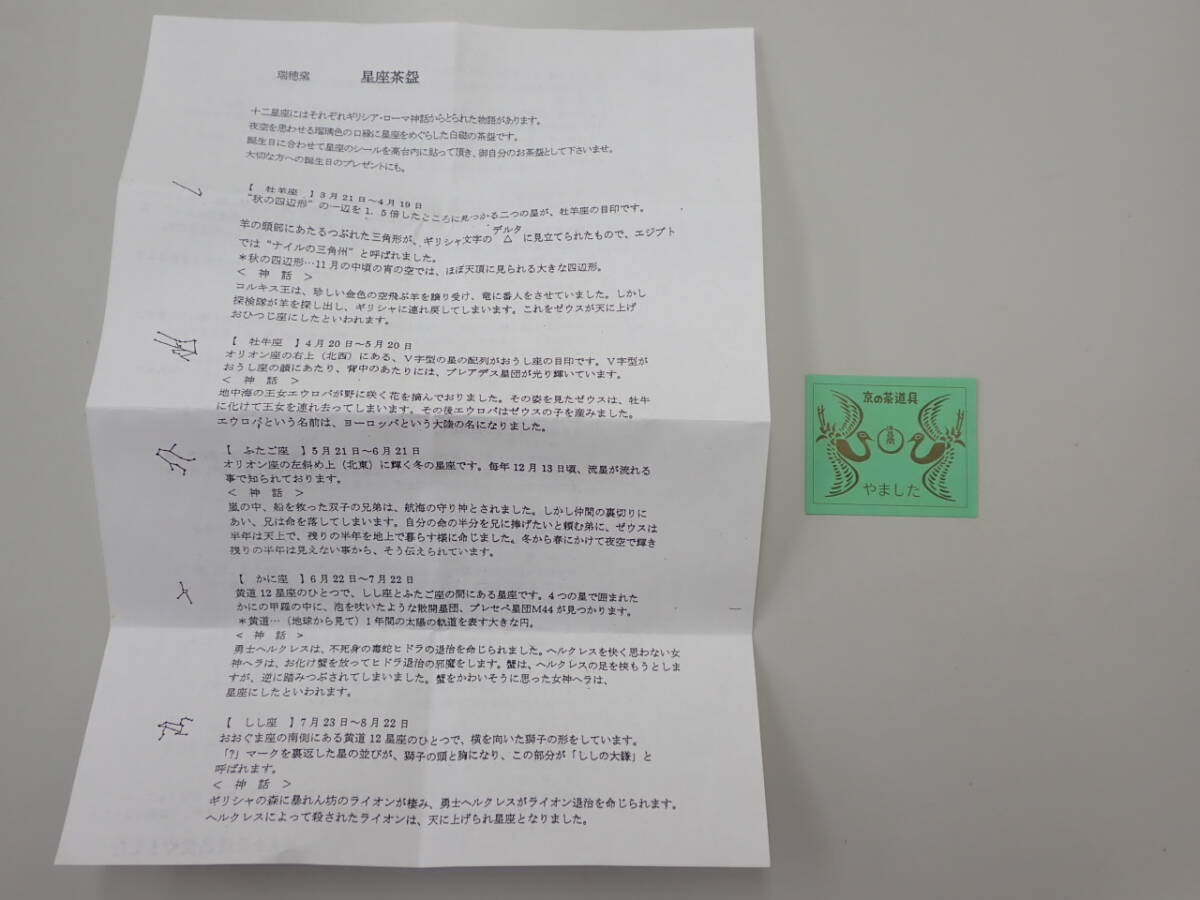 瑞穂窯　星座茶盌
十二星座にはそれぞれギリシア・ローマ神話からとられた物語があります。
夜空を思わせる瑠璃色の口縁に星座をめぐらした白磁の茶盌です。
誕生日に合わせて星座のシールを高台内に貼って頂き、御自分のお茶盌として下さいませ。
大切な方への誕生日のプレゼントにも。
【　牡羊座　】3月21日～4月19日
“秋の四辺形”の一辺を1．5倍したところに見つかる二つの星が、牡羊座の目印です。
羊の頭部にあたるつぶれた三角形が、ギリシャ文字の△デルタに見立てられたもので、エジプト
では“ナイルの三角州”と呼ばれました。
＊秋の四辺形…11月の中頃の宵の空では、ほぼ天頂に見られる大きな四辺形。
＜　神　話　＞
コルキス王は、珍しい金色の空飛ぶ羊を譲り受け、竜に番人をさせていました。しかし
探検隊が羊を探し出し、ギリシャに連れ戻してしまいます。これをゼウスが天に上げ
おひつじ座にしたといわれます。
【　牡牛座　】4月20日～5月20日
オリオン座の右上（北西）にある、V字型の星の配列がおうし座の目印です。V字型が
おうし座の顔にあたり、背中のあたりには、プレアデス星団が光り輝いています。
＜　神　話　＞
地中海の王女エウロパが野に咲く花を摘んでおりました。その姿を見たゼウスは、牡牛
に化けて王女を連れ去ってしまいます。その後エウロパはゼウスの子を産みました。
エウロパという名前は、ヨーロッパという大陸の名になりました。
【　ふたご座　】5月21日～6月21日
オリオン座の左斜め上（北東）に輝く冬の星座です。毎年12月13日頃、流星が流れる
事で知られております。
＜　神　話　＞
嵐の中、船を救った双子の兄弟は、航海の守り神とされました。しかし仲間の裏切りに
あい、兄は命を落してしまいます。自分の命の半分を兄に捧げたいと頼む弟に、ゼウスは
半年は天上で、残りの半年を地上で暮らす様に命じました。冬から春にかけて夜空で輝き
残りの半年は見えない事から、そう伝えられています。
【　かに座　】6月22日～7月22日
黄道12星座のひとつで、しし座とふたご座の間にある星座です。4つの星で囲まれた
かにの甲羅の中に、泡を吹いたような散開星団、プレセペ星団M44が見つかります。
＊黄道…（地球から見て）1年間の太陽の軌道を表す大きな円。
＜　神　話　＞
勇士ヘルクレスは、不死身の毒蛇ヒドラの退治を命じられました。ヘルクレスを快く思わない女
神ヘラは、お化け蟹を放ってヒドラ退治の邪魔をします。蟹は、ヘルクレスの足を挟もうとしま
すが、逆に踏みつぶされてしまいました。蟹をかわいそうに思った女神ヘラは、
星座にしたといわれます。
【　しし座　】7月23日～8月22日
おおぐま座の南側にある黄道12星座のひとつで、横を向いた獅子の形をしています。
「？」マークを裏返した星の並びが、獅子の頭と胸になり、この部分が「ししの大鎌」と
呼ばれます。
＜　神　話　＞
ギリシャの森に暴れん坊のライオンが棲み、勇士ヘルクレスがライオン退治を命じられます。
ヘルクレスによって殺されたライオンは、天に上げられ星座となりました。
京の茶道具
やました